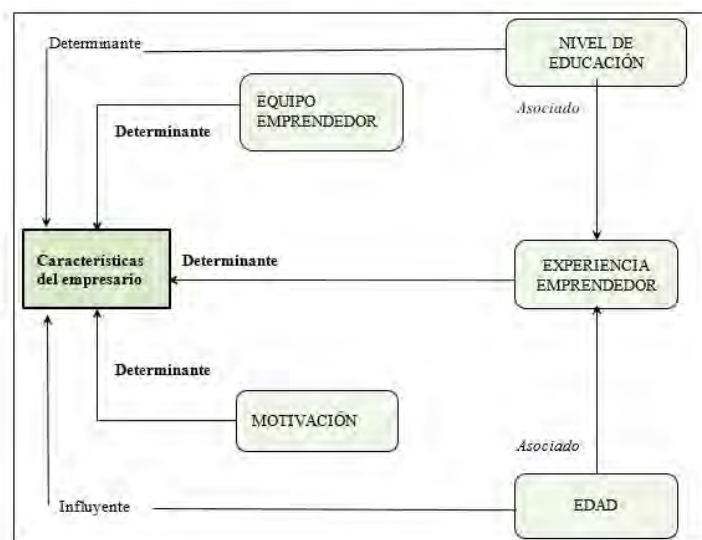 Determinante
NIVEL DE
EDUCACIÓN
EQUIPO
EMPRENDEDOR
Asociado
Determinante
Características
del empresario
Determinante
EXPERIENCIA
EMPRENDEDOR
Determinante
MOTIVACIÓN
Asociado
Influyente
EDAD